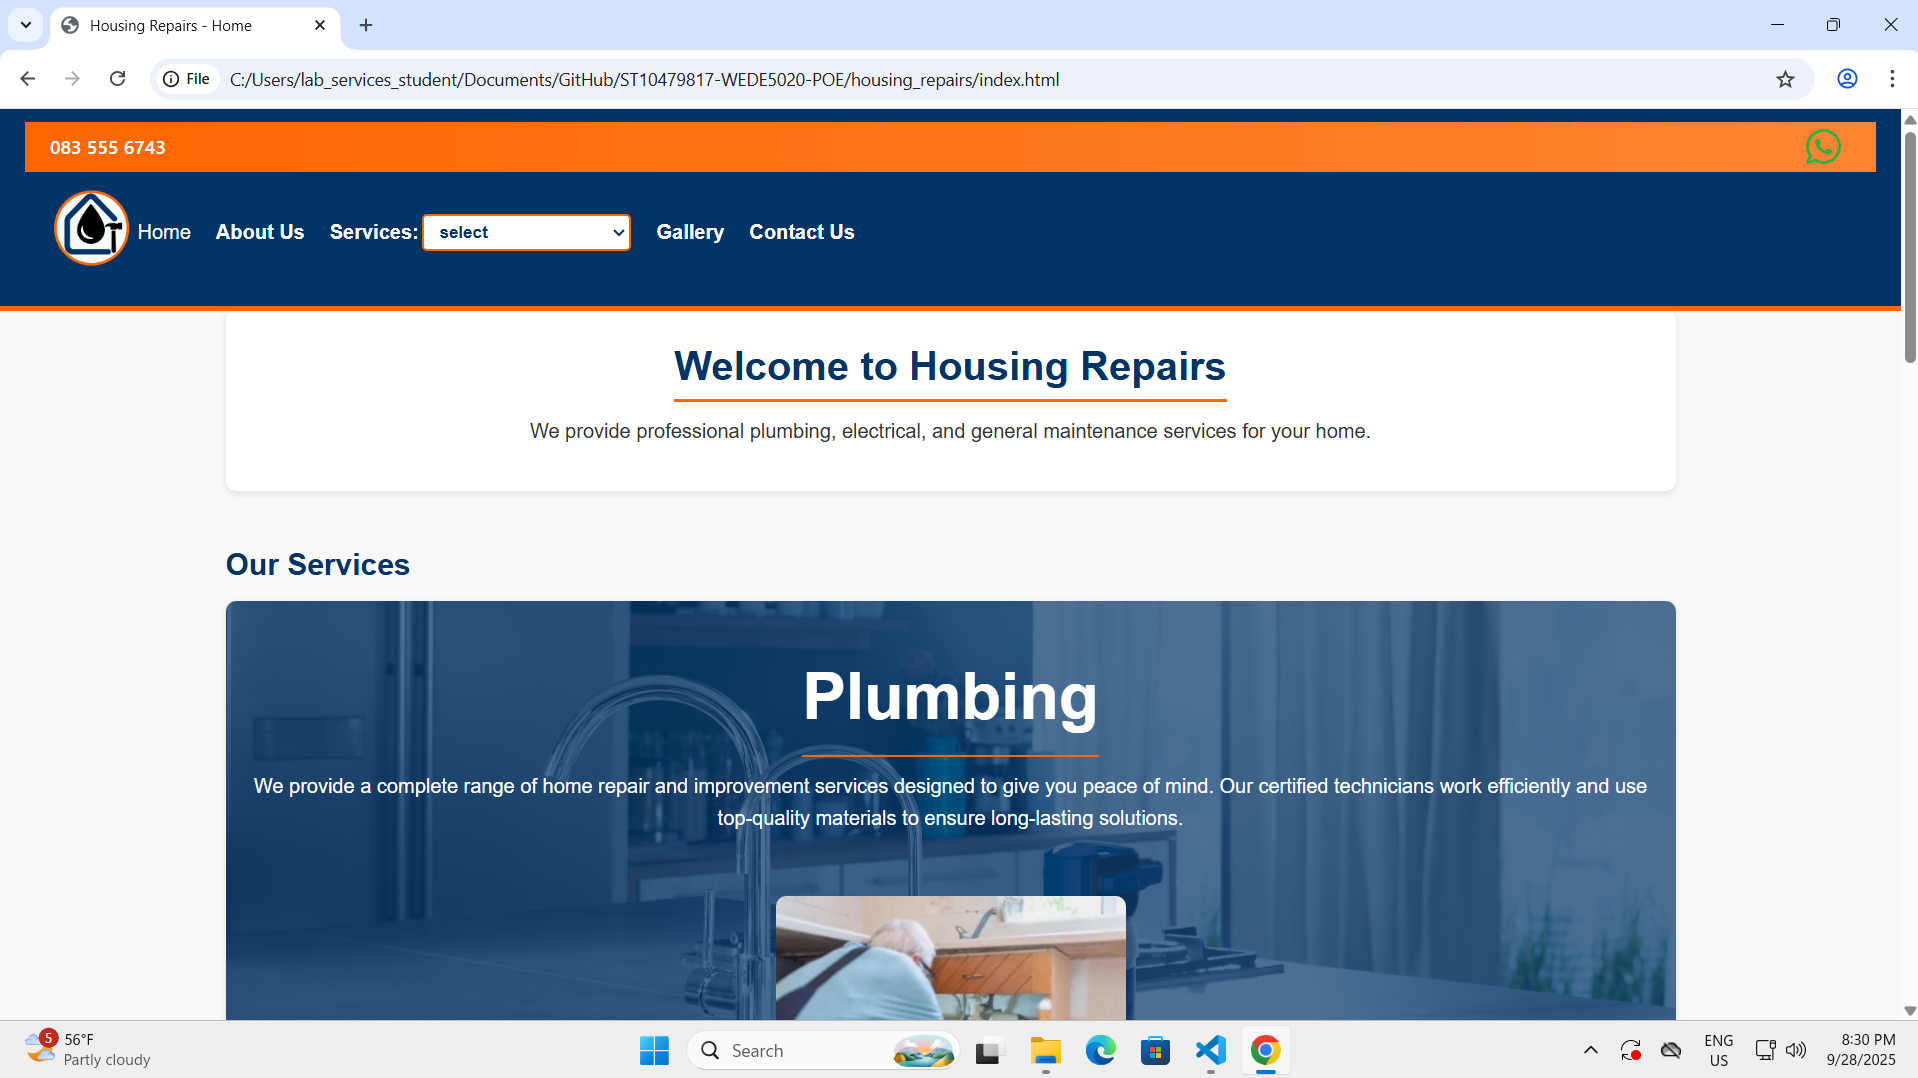 Housing Repairs - Home
File
C:/Users/lab_services_student/Documents/GitHub/ST10479817-WEDE5020-POE/housing_repairs/index.html
083 555 6743
Home About Us Services: select Gallery Contact Us
Welcome to Housing Repairs
We provide professional plumbing, electrical, and general maintenance services for your home.
Our Services
Plumbing
We provide a complete range of home repair and improvement services designed to give you peace of mind. Our certified technicians work efficiently and use
top-quality materials to ensure long-lasting solutions.
5
56°F
Partly cloudy
Search
ENG
US
8:30 PM
9/28/2025